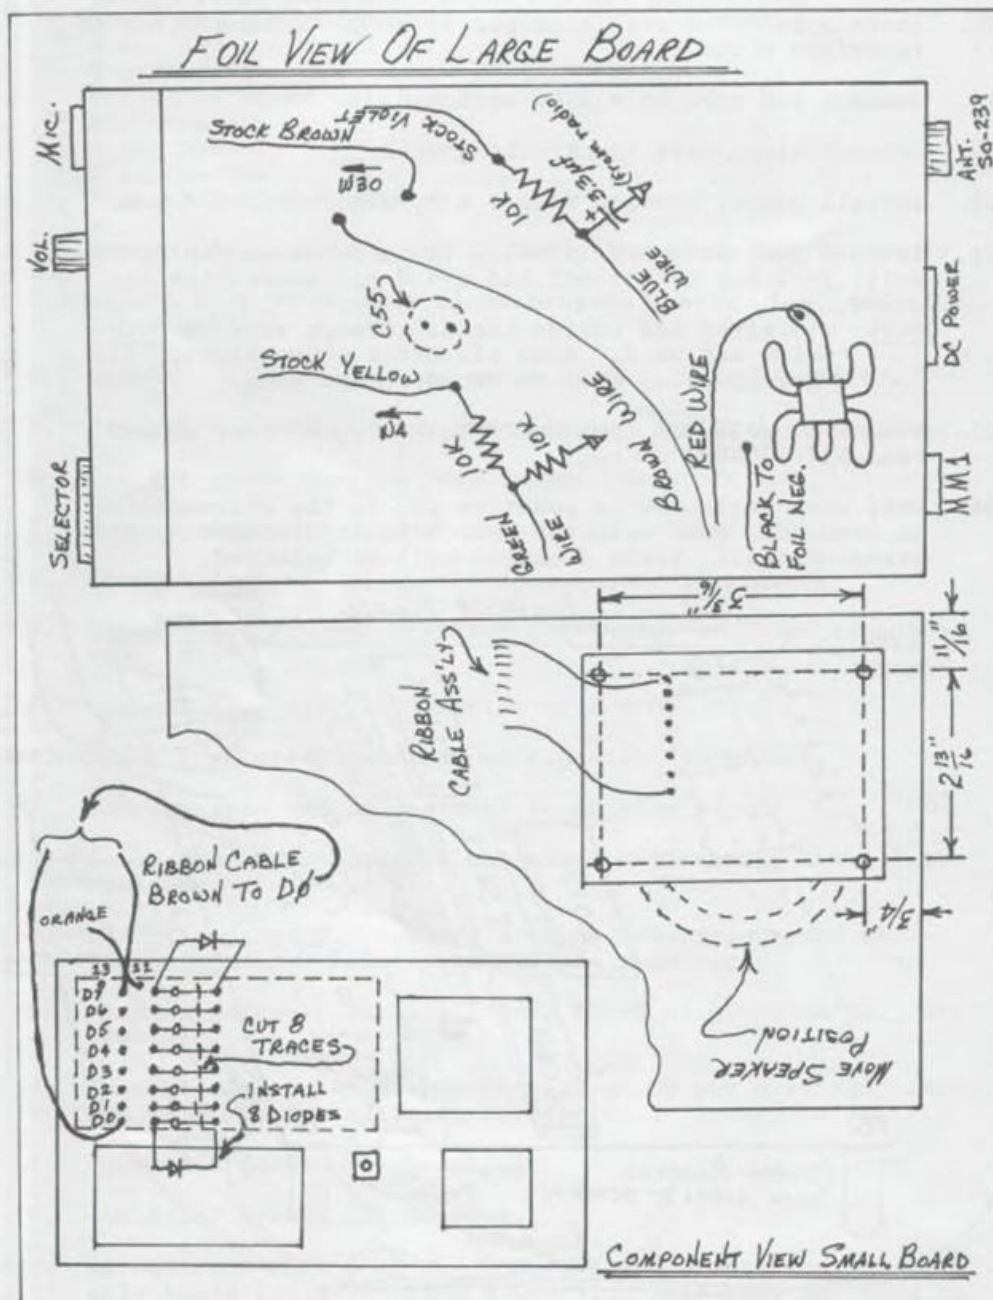 FOIL VIEW OF LARGE BOARD
MIC.
VOL.
SELECTOR
STOCK BROWN
STOCK VIOLET
W30
10K
+ 3.3µf
(From radio)
BLUE
WIRE
C55
STOCK YELLOW
W4
10K
10K
GREEN
WIRE
BROWN WIRE
RED WIRE
BLACK TO
FOIL NEG.
ANT.
SO-239
DC POWER
MM1
3 3/16"
11/16"
2 13/16"
3/4"
RIBBON
CABLE ASS'LY
MOVE SPEAKER
POSITION
RIBBON CABLE
BROWN TO DØ
ORANGE
13 11
D7
D6
D5
D4
D3
D2
D1
D0
CUT 8
TRACES
INSTALL
8 DIODES
COMPONENT VIEW SMALL BOARD